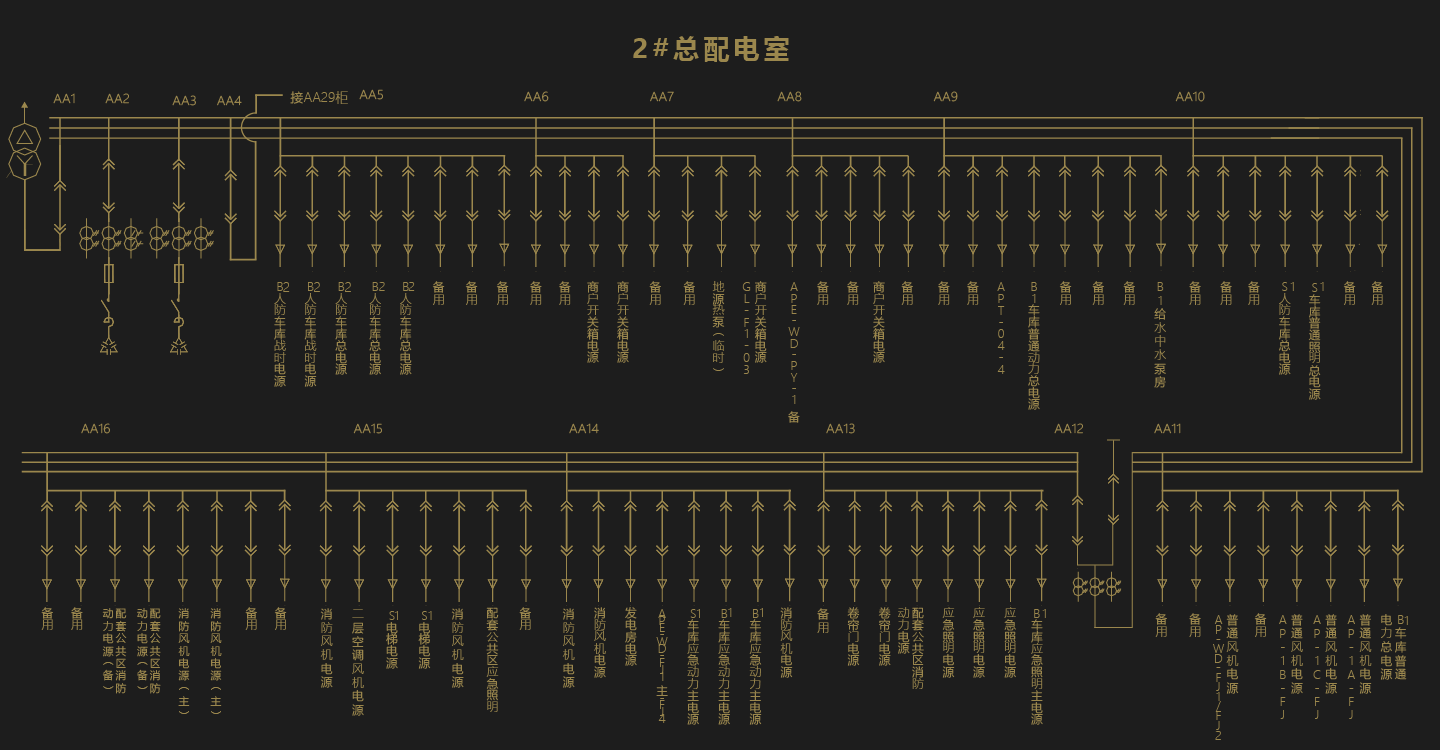 2#总配电室
AA1
AA2
AA3
AA4
接AA29柜
AA5
AA6
AA7
AA8
AA9
AA10
B2人防车库战时电源
B2人防车库战时电源
B2人防车库总电源
B2人防车库总电源
B2人防车库总电源
备用
备用
备用
备用
备用
商户开关箱电源
商户开关箱电源
备用
备用
地源热泵（临时）
GL-F1-03
商户开关箱电源
APE-WD-PY-1备
备用
备用
商户开关箱电源
备用
备用
备用
APT-04-4
B1车库普通动力总电源
备用
备用
备用
B1给水中水泵房
备用
备用
备用
S1人防车库总电源
S1车库普通照明总电源
备用
备用
AA16
AA15
AA14
AA13
AA12
AA11
备用
备用
配套公共区消防
动力电源（备）
配套公共区消防
动力电源（备）
消防风机电源（主）
消防风机电源（主）
备用
备用
消防风机电源
二层空调风机电源
S1电梯电源
S1电梯电源
消防风机电源
配套公共区应急照明
备用
消防风机电源
消防风机电源
发电房电源
APE-WD-FJ1主FJ4
S1车库应急动力主电源
B1车库应急动力主电源
B1车库应急动力主电源
消防风机电源
备用
卷帘门电源
卷帘门电源
配套公共区消防
动力电源
应急照明电源
应急照明电源
应急照明电源
B1车库应急照明主电源
备用
备用
普通风机电源
AP-WD-FJ1/FJ2
备用
普通风机电源
AP-1B-FJ
普通风机电源
AP-1C-FJ
普通风机电源
AP-1A-FJ
B1车库普通
电力总电源